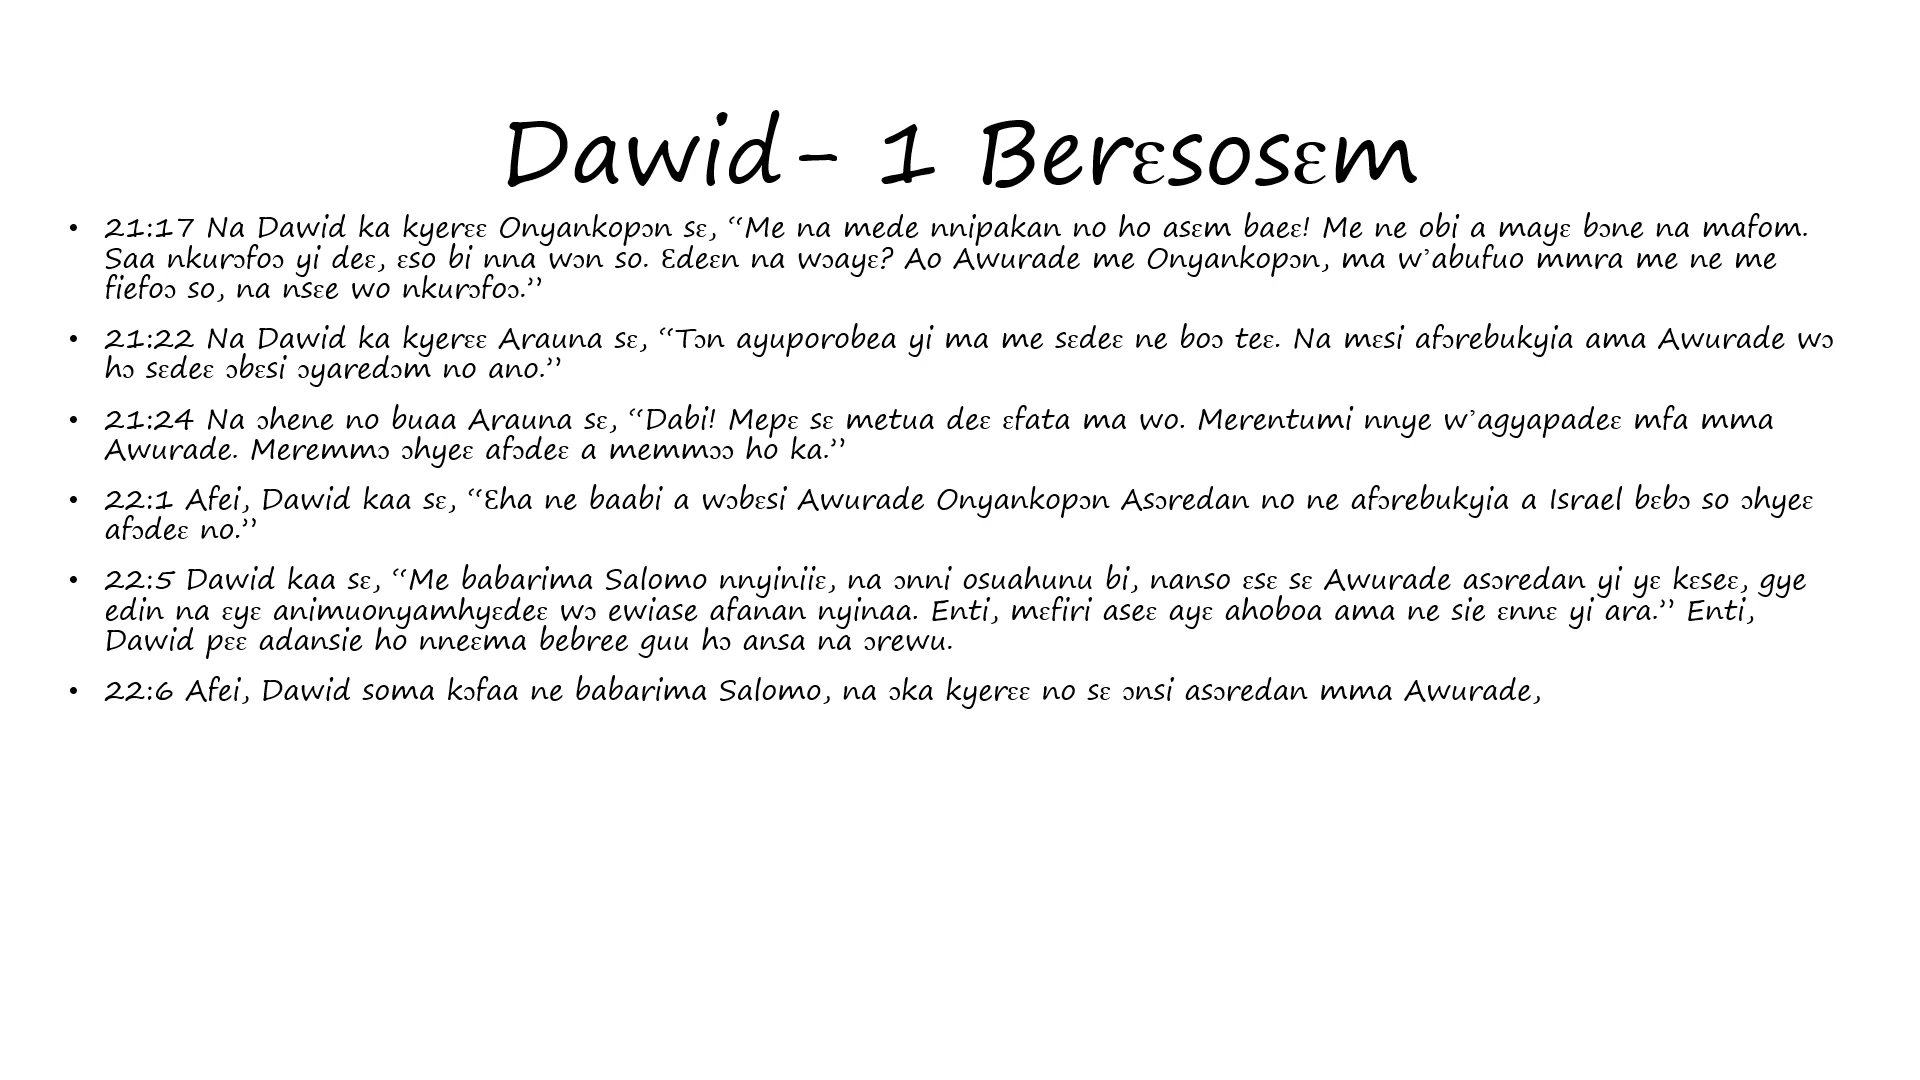 Dawid- 1 Berɛsosɛm
• 21:17 Na Dawid ka kyerɛɛ Onyankopɔn sɛ, “Me na mede nnipakan no ho asɛm baeɛ! Me ne obi a mayɛ bɔne na mafom.
Saa nkurɔfoɔ yi deɛ, ɛso bi nna wɔn so. Ɛdeɛn na wɔayɛ? Ao Awurade me Onyankopɔn, ma w’abufuo mmra me ne me
fiefoɔ so, na nsɛe wo nkurɔfoɔ.”
• 21:22 Na Dawid ka kyerɛɛ Arauna sɛ, “Tɔn ayuporobea yi ma me sɛdeɛ ne boɔ teɛ. Na mɛsi afɔrebukyia ama Awurade wɔ
hɔ sɛdeɛ ɔbɛsi ɔyaredɔm no ano.”
• 21:24 Na ɔhene no buaa Arauna sɛ, “Dabi! Mepɛ sɛ metua deɛ ɛfata ma wo. Merentumi nnye w’agyapadeɛ mfa mma
Awurade. Meremmɔ ɔhyeɛ afɔdeɛ a memmɔɔ ho ka.”
• 22:1 Afei, Dawid kaa sɛ, “Ɛha ne baabi a wɔbɛsi Awurade Onyankopɔn Asɔredan no ne afɔrebukyia a Israel bɛbɔ so ɔhyeɛ
afɔdeɛ no.”
• 22:5 Dawid kaa sɛ, “Me babarima Salomo nnyiniiɛ, na ɔnni osuahunu bi, nanso ɛsɛ sɛ Awurade asɔredan yi yɛ kɛseɛ, gye
edin na ɛyɛ animuonyamhyɛdeɛ wɔ ewiase afanan nyinaa. Enti, mɛfiri aseɛ ayɛ ahoboa ama ne sie ɛnnɛ yi ara.” Enti,
Dawid pɛɛ adansie ho nneɛma bebree guu hɔ ansa na ɔrewu.
• 22:6 Afei, Dawid soma kɔfaa ne babarima Salomo, na ɔka kyerɛɛ no sɛ ɔnsi asɔredan mma Awurade,